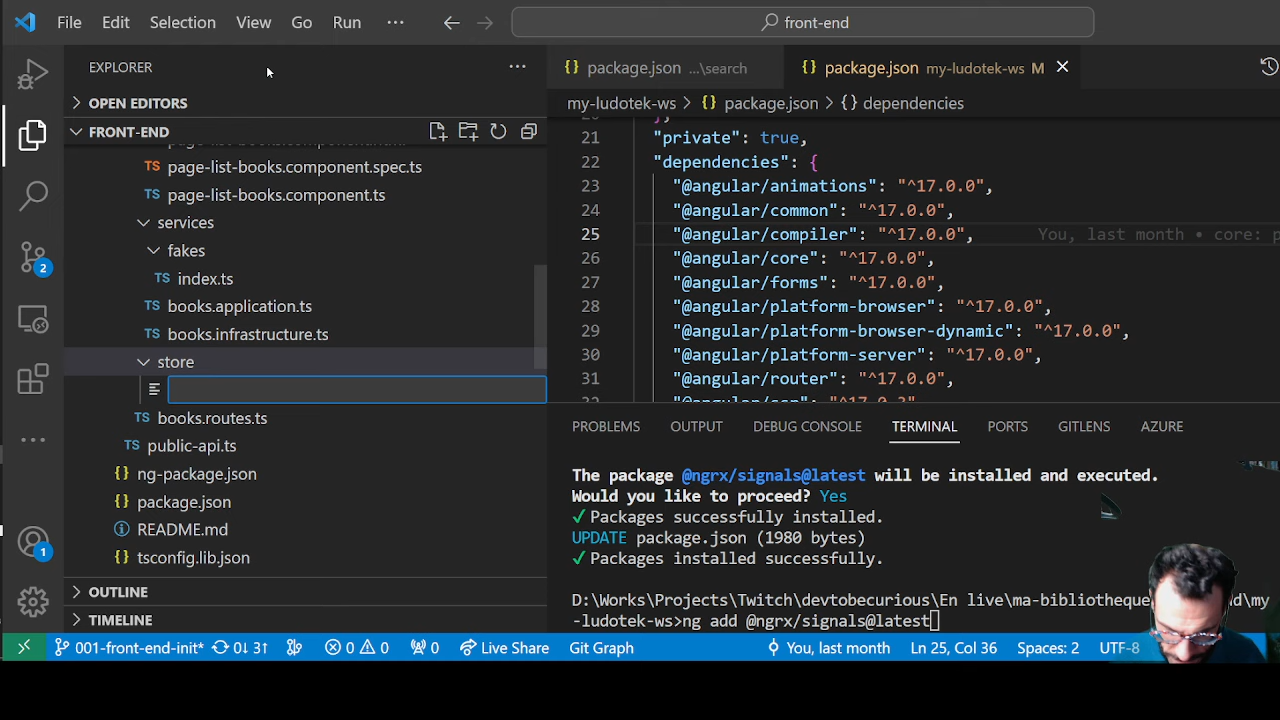 File Edit Selection View Go Run ··· front-end
EXPLORER ···
OPEN EDITORS
FRONT-END
page-list-books.component.spec.ts
page-list-books.component.ts
services
fakes
index.ts
books.application.ts
books.infrastructure.ts
store
books.routes.ts
public-api.ts
ng-package.json
package.json
README.md
tsconfig.lib.json
OUTLINE
TIMELINE
package.json ...\search package.json my-ludotek-ws M
my-ludotek-ws > package.json > {} dependencies
21 "private": true,
22 "dependencies": {
23 "@angular/animations": "^17.0.0",
24 "@angular/common": "^17.0.0",
25 "@angular/compiler": "^17.0.0", You, last month • core: p
26 "@angular/core": "^17.0.0",
27 "@angular/forms": "^17.0.0",
28 "@angular/platform-browser": "^17.0.0",
29 "@angular/platform-browser-dynamic": "^17.0.0",
30 "@angular/platform-server": "^17.0.0",
31 "@angular/router": "^17.0.0",
PROBLEMS OUTPUT DEBUG CONSOLE TERMINAL PORTS GITLENS AZURE
The package @ngrx/signals@latest will be installed and executed.
Would you like to proceed? Yes
✓ Packages successfully installed.
UPDATE package.json (1980 bytes)
✓ Packages installed successfully.
D:\Works\Projects\Twitch\devtobecurious\En live\ma-bibliotheque d\my
-ludotek-ws>ng add @ngrx/signals@latest
2
1
001-front-end-init* 0↓ 3↑ 0 0 0 Live Share Git Graph You, last month Ln 25, Col 36 Spaces: 2 UTF-8